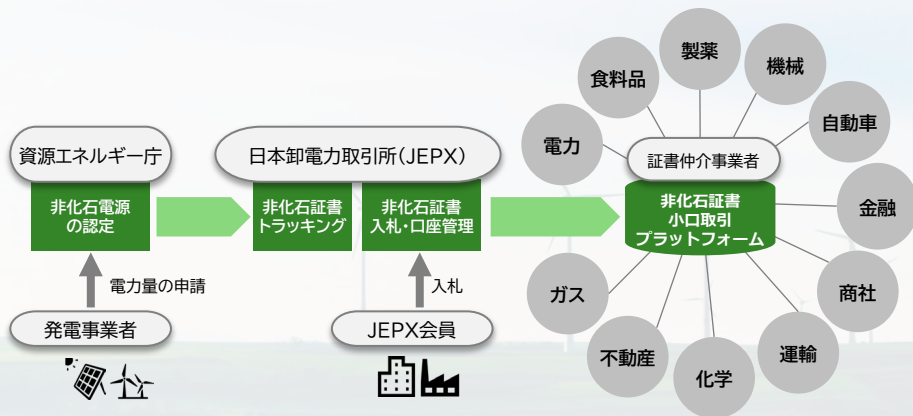 資源エネルギー庁
非化石電源
の認定
電力量の申請
発電事業者
日本卸電力取引所(JEPX)
非化石証書
トラッキング
非化石証書
入札・口座管理
入札
JEPX会員
証書仲介事業者
非化石証書
小口取引
プラットフォーム
電力
食料品
製薬
機械
自動車
金融
商社
運輸
化学
不動産
ガス